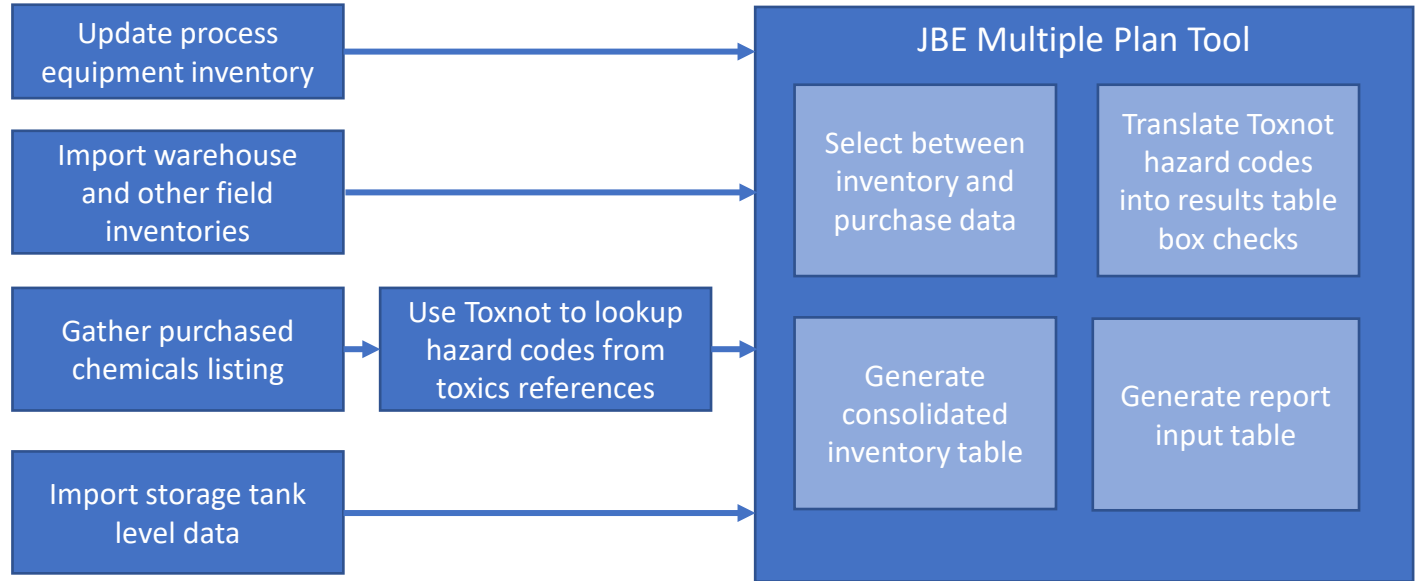 Update process
equipment inventory
Import warehouse
and other field
inventories
Gather purchased
chemicals listing
Use Toxnot to lookup
hazard codes from
toxics references
Import storage tank
level data
JBE Multiple Plan Tool
Select between
inventory and
purchase data
Translate Toxnot
hazard codes
into results table
box checks
Generate
consolidated
inventory table
Generate report
input table